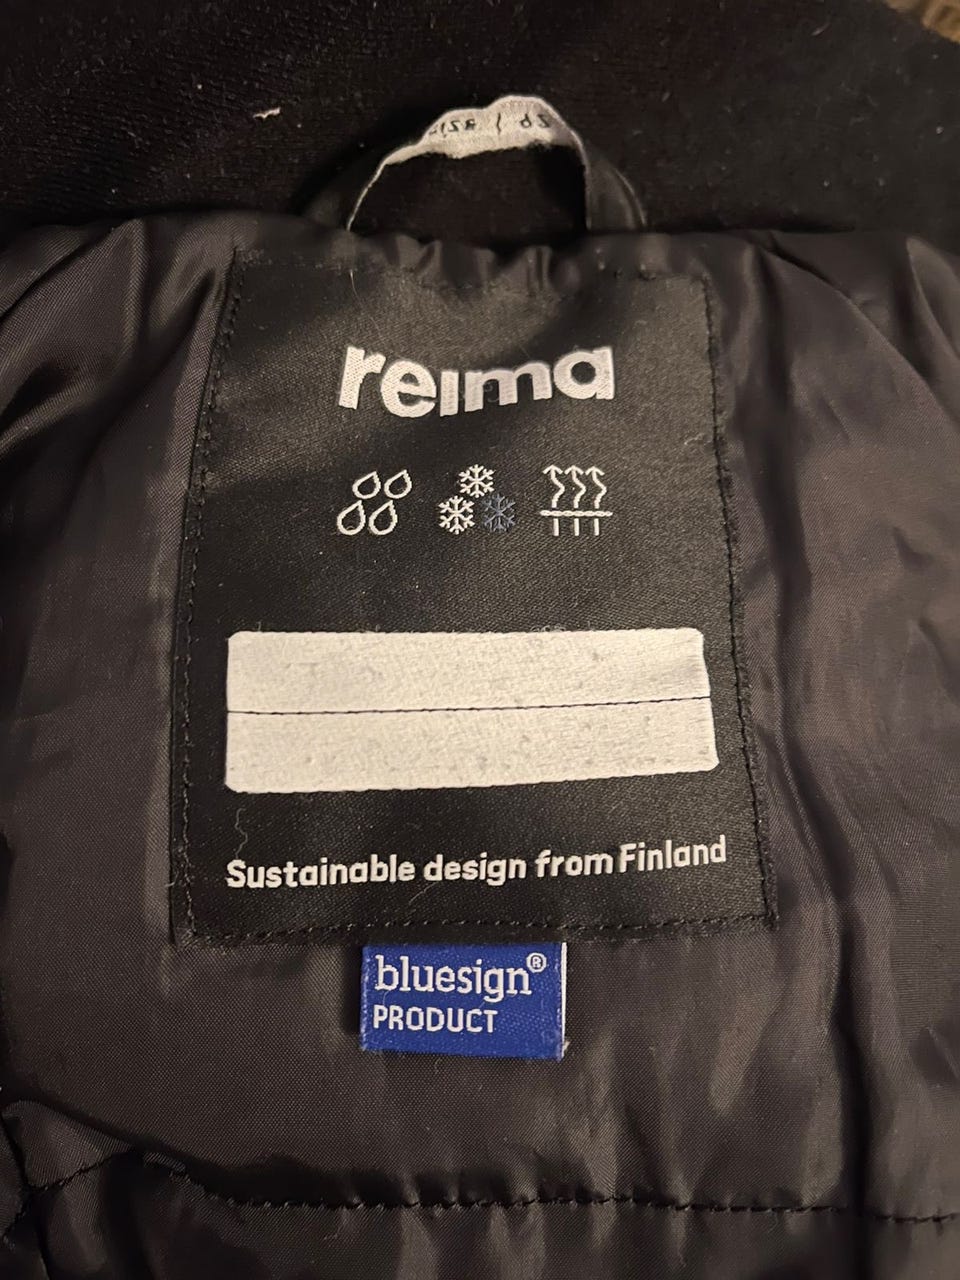 reima
Sustainable design from Finland
bluesign®
PRODUCT